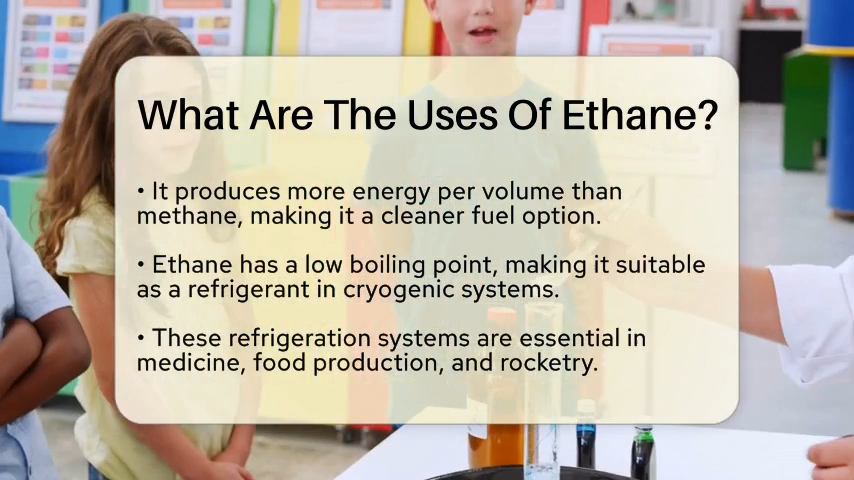 What Are The Uses Of Ethane?
• It produces more energy per volume than
methane, making it a cleaner fuel option.
• Ethane has a low boiling point, making it suitable
as a refrigerant in cryogenic systems.
• These refrigeration systems are essential in
medicine, food production, and rocketry.